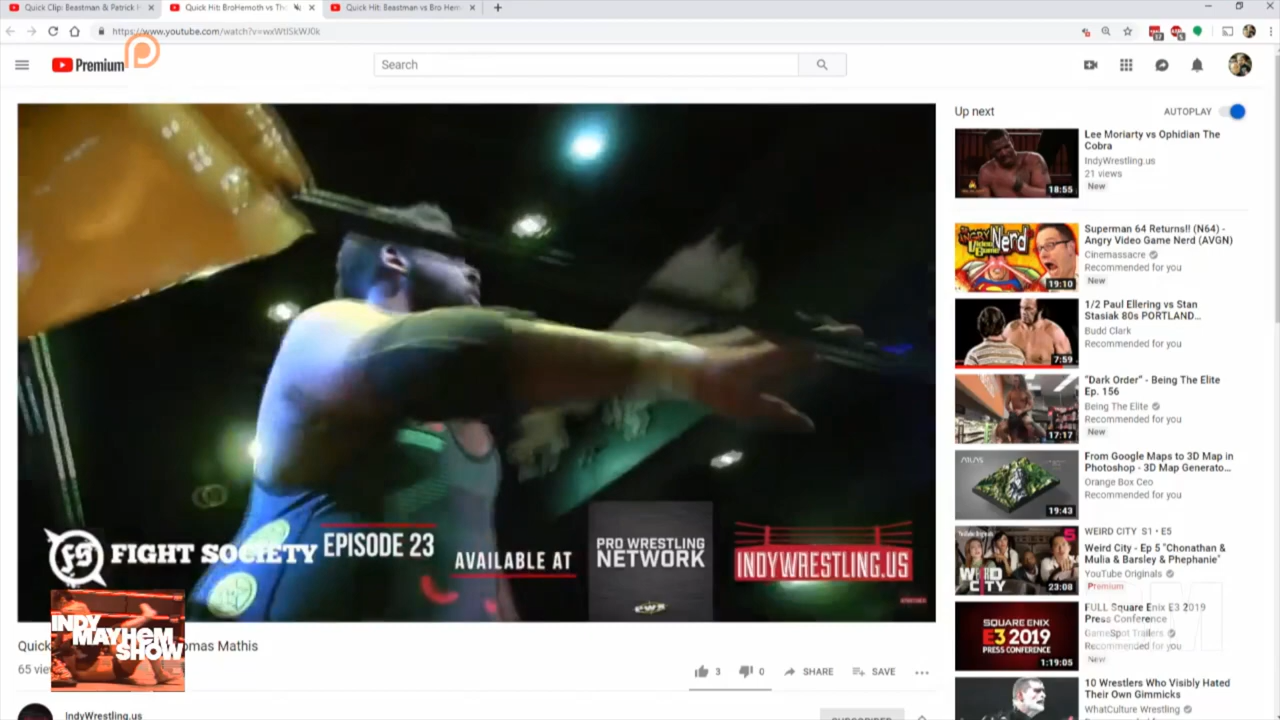 Quick Clip: Beastman & Patrick H
Quick Hit: BroHemoth vs Th
Quick Hit: Beastman vs Bro Hem
https://www.youtube.com/watch?v=wxWtlSkWJ0k
Premium
Search
Up next
AUTOPLAY
Lee Moriarty vs Ophidian The
Cobra
IndyWrestling.us
21 views
New
18:55
ANGRY
Nerd
Superman 64 Returns!! (N64) -
Angry Video Game Nerd (AVGN)
Cinemassacre
Recommended for you
New
19:10
1/2 Paul Ellering vs Stan
Stasiak 80s PORTLAND...
Budd Clark
Recommended for you
7:59
"Dark Order" - Being The Elite
Ep. 156
Being The Elite
Recommended for you
New
17:17
From Google Maps to 3D Map in
Photoshop - 3D Map Generato...
Orange Box Ceo
Recommended for you
19:43
WEIRD CITY S1 • E5
Weird City - Ep 5 "Chonathan &
Mulia & Barsley & Phephanie"
YouTube Originals
Premium
23:08
FULL Square Enix E3 2019
Press Conference
GameSpot Trailers
Recommended for you
New
SQUARE ENIX
E3 2019
PRESS CONFERENCE
1:19:05
10 Wrestlers Who Visibly Hated
Their Own Gimmicks
WhatCulture Wrestling
FS FIGHT SOCIETY
EPISODE 23
AVAILABLE AT
PRO WRESTLING
NETWORK
INDYWRESTLING.US
INDY
MAYHEM
SHOW
Quick
omas Mathis
65 vie
3
0
SHARE
SAVE
IndyWrestling.us
SUBSCRIBED